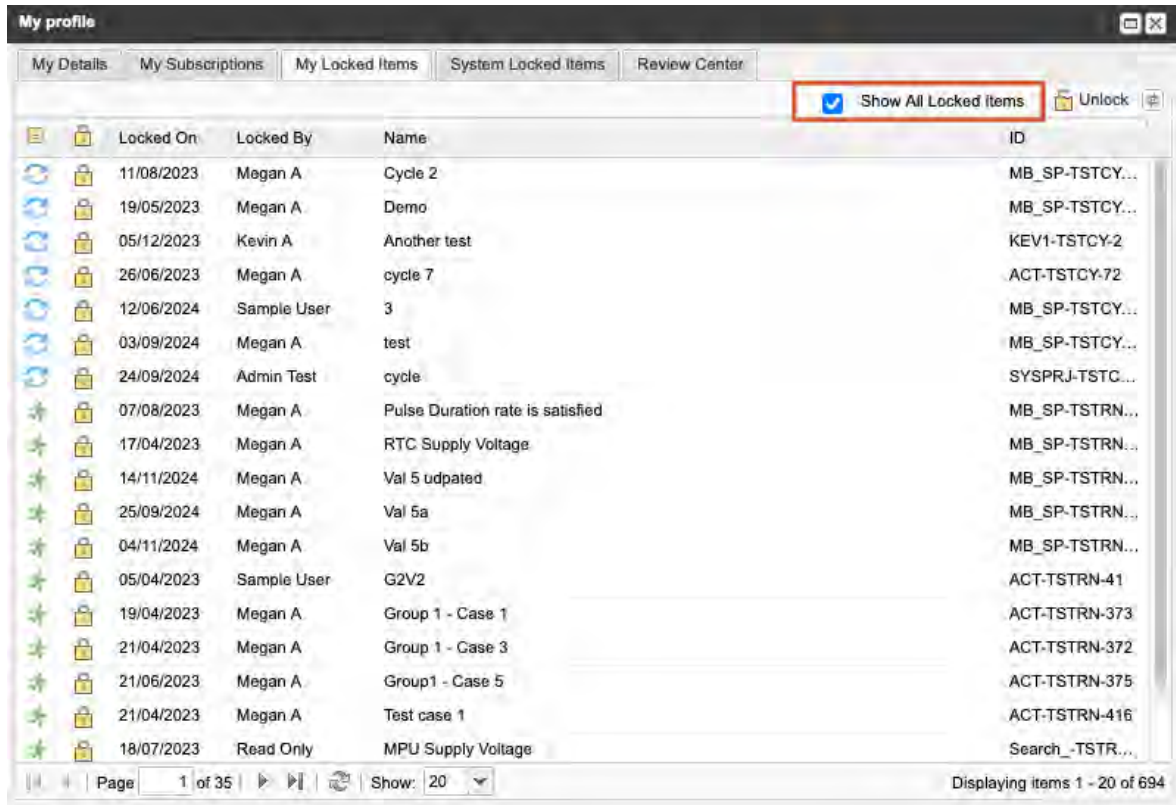 My profile
My Details My Subscriptions My Locked Items System Locked Items Review Center
Show All Locked Items Unlock
Locked On Locked By Name ID
11/08/2023 Megan A Cycle 2 MB_SP-TSTCY...
19/05/2023 Megan A Demo MB_SP-TSTCY...
05/12/2023 Kevin A Another test KEV1-TSTCY-2
26/06/2023 Megan A cycle 7 ACT-TSTCY-72
12/06/2024 Sample User 3 MB_SP-TSTCY...
03/09/2024 Megan A test MB_SP-TSTCY...
24/09/2024 Admin Test cycle SYSPRJ-TSTC...
07/08/2023 Megan A Pulse Duration rate is satisfied MB_SP-TSTRN...
17/04/2023 Megan A RTC Supply Voltage MB_SP-TSTRN...
14/11/2024 Megan A Val 5 udpated MB_SP-TSTRN...
25/09/2024 Megan A Val 5a MB_SP-TSTRN...
04/11/2024 Megan A Val 5b MB_SP-TSTRN...
05/04/2023 Sample User G2V2 ACT-TSTRN-41
19/04/2023 Megan A Group 1 - Case 1 ACT-TSTRN-373
21/04/2023 Megan A Group 1 - Case 3 ACT-TSTRN-372
21/06/2023 Megan A Group1 - Case 5 ACT-TSTRN-375
21/04/2023 Megan A Test case 1 ACT-TSTRN-416
18/07/2023 Read Only MPU Supply Voltage Search_-TSTR...
Page 1 of 35 Show: 20 Displaying items 1 - 20 of 694